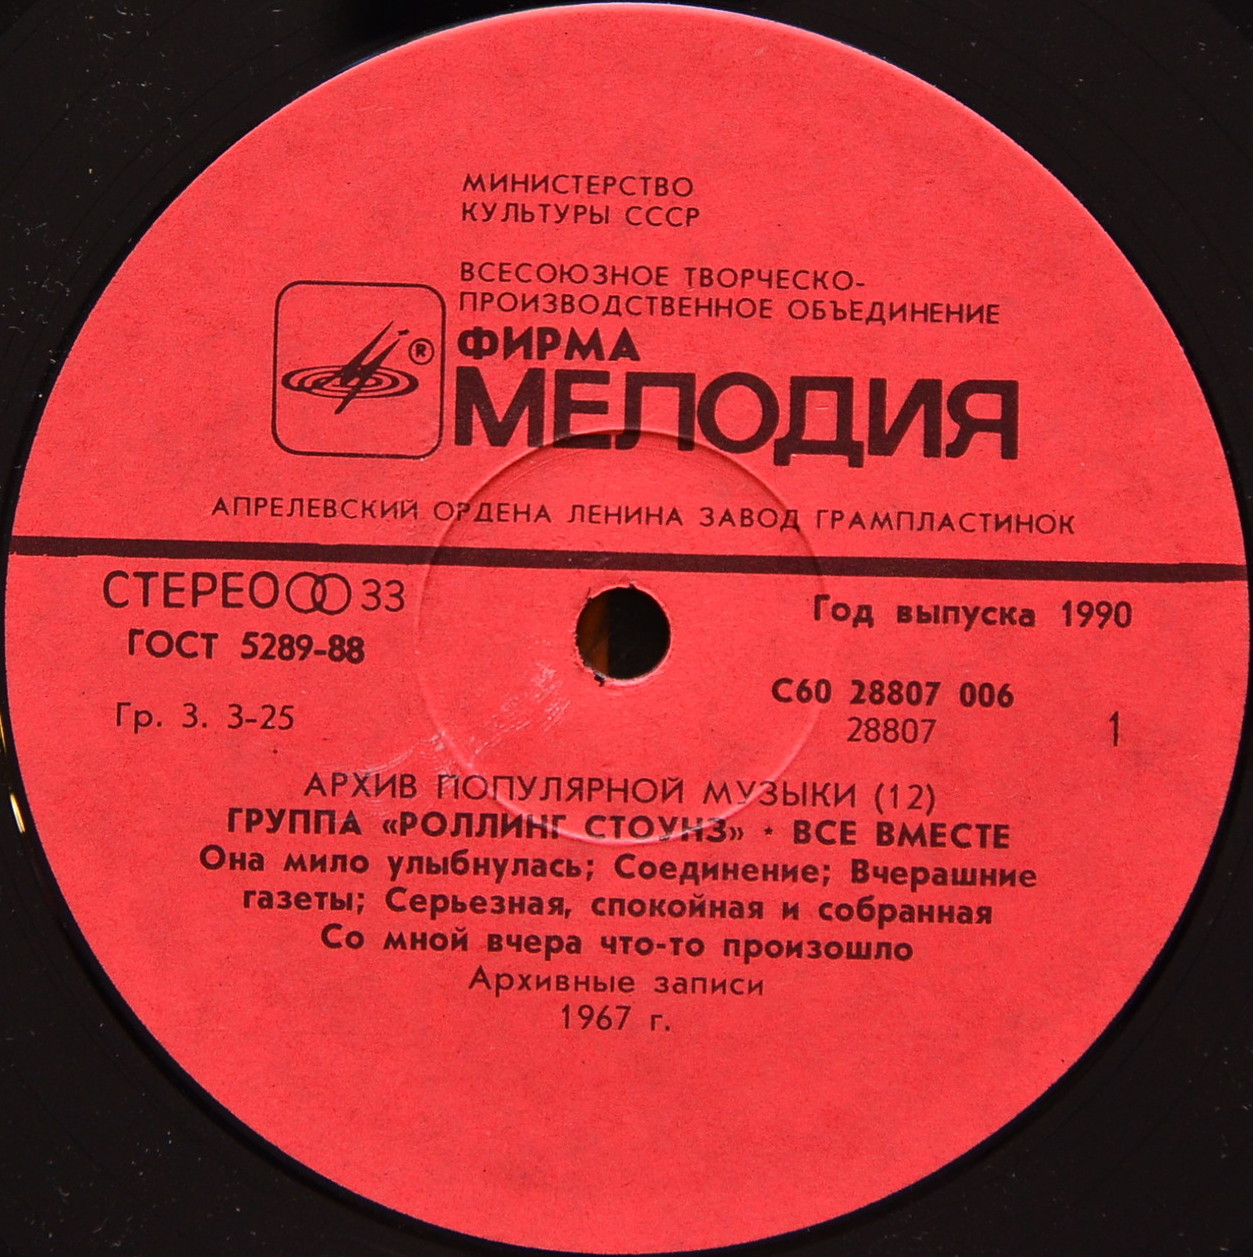 МИНИСТЕРСТВО
КУЛЬТУРЫ СССР
ВСЕСОЮЗНОЕ ТВОРЧЕСКО-
ПРОИЗВОДСТВЕННОЕ ОБЪЕДИНЕНИЕ
ФИРМА
®
МЕЛОДИЯ
АПРЕЛЕВСКИЙ ОРДЕНА ЛЕНИНА ЗАВОД ГРАМПЛАСТИНОК
СТЕРЕО 33
Год выпуска 1990
ГОСТ 5289-88
С60 28807 006
Гр. 3. 3-25
28807
1
АРХИВ ПОПУЛЯРНОЙ МУЗЫКИ (12)
ГРУППА «РОЛЛИНГ СТОУНЗ» * ВСЕ ВМЕСТЕ
Она мило улыбнулась; Соединение; Вчерашние
газеты; Серьезная, спокойная и собранная
Со мной вчера что-то произошло
Архивные записи
1967 г.